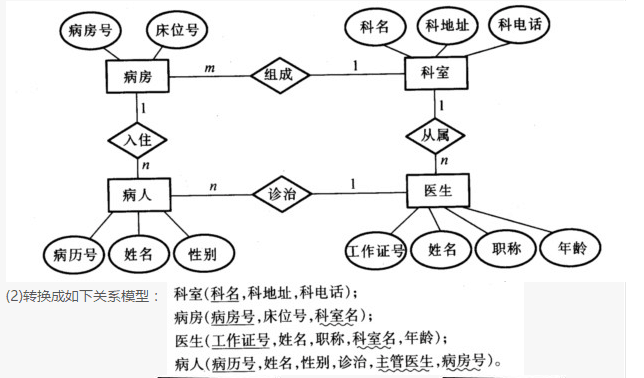 病房号 床位号 科名 科地址 科电话
病房 m 组成 1 科室
1 1
入住 从属
n n
病人 n 诊治 1 医生
病历号 姓名 性别 工作证号 姓名 职称 年龄
(2)转换成如下关系模型： 科室(科名,科地址,科电话);
病房(病房号,床位号,科室名);
医生(工作证号,姓名,职称,科室名,年龄);
病人(病历号,姓名,性别,诊治,主管医生,病房号)。